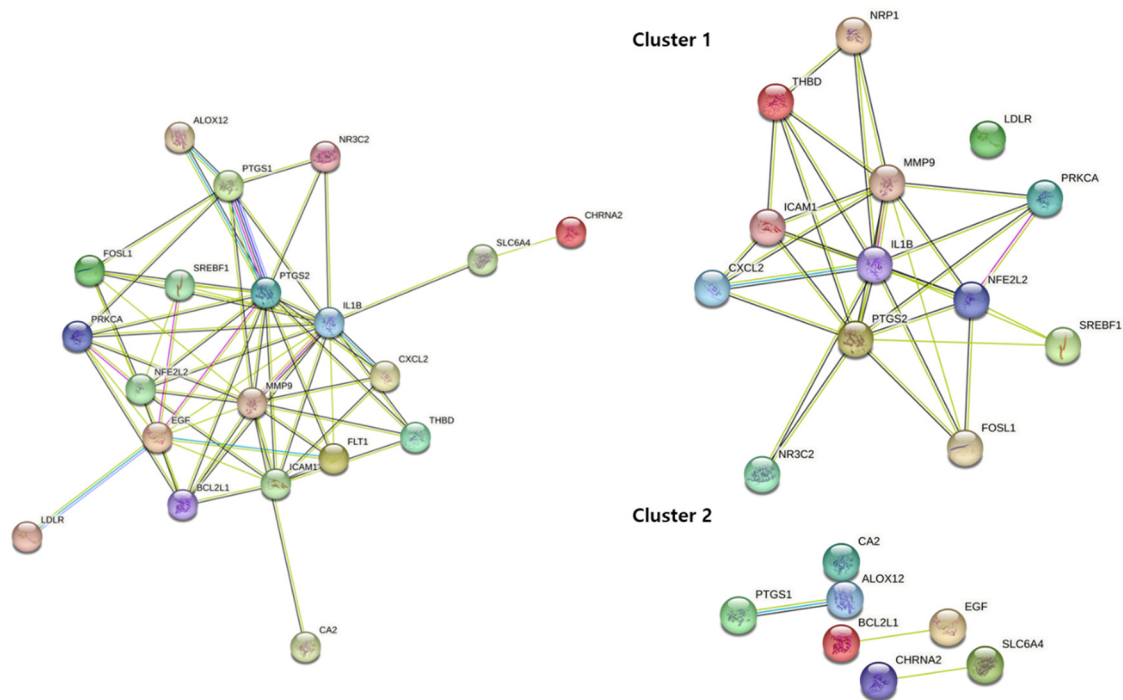 ALOX12
NR3C2
PTGS1
CHRNA2
SLC6A4
FOSL1
SREBF1
PTGS2
IL1B
PRKCA
CXCL2
NFE2L2
MMP9
EGF
THBD
FLT1
ICAM1
BCL2L1
LDLR
CA2
Cluster 1
NRP1
THBD
LDLR
MMP9
PRKCA
ICAM1
IL1B
CXCL2
NFE2L2
PTGS2
SREBF1
FOSL1
NR3C2
Cluster 2
CA2
ALOX12
PTGS1
EGF
BCL2L1
SLC6A4
CHRNA2